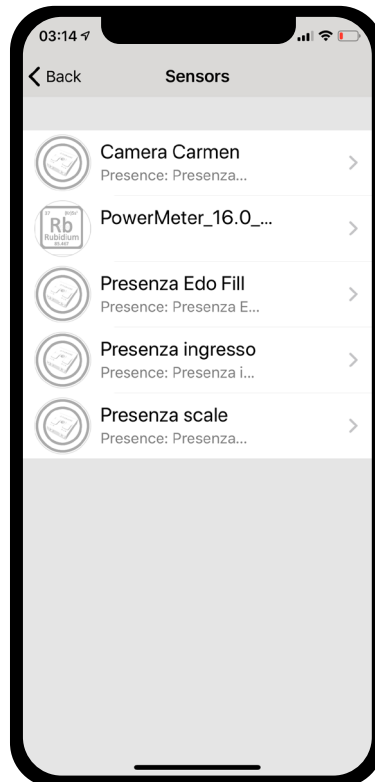 03:14
Back
Sensors
Camera Carmen
Presence: Presenza...
Rb
Rubidium
PowerMeter_16.0_...
Presenza Edo Fill
Presence: Presenza E...
Presenza ingresso
Presence: Presenza i...
Presenza scale
Presence: Presenza...